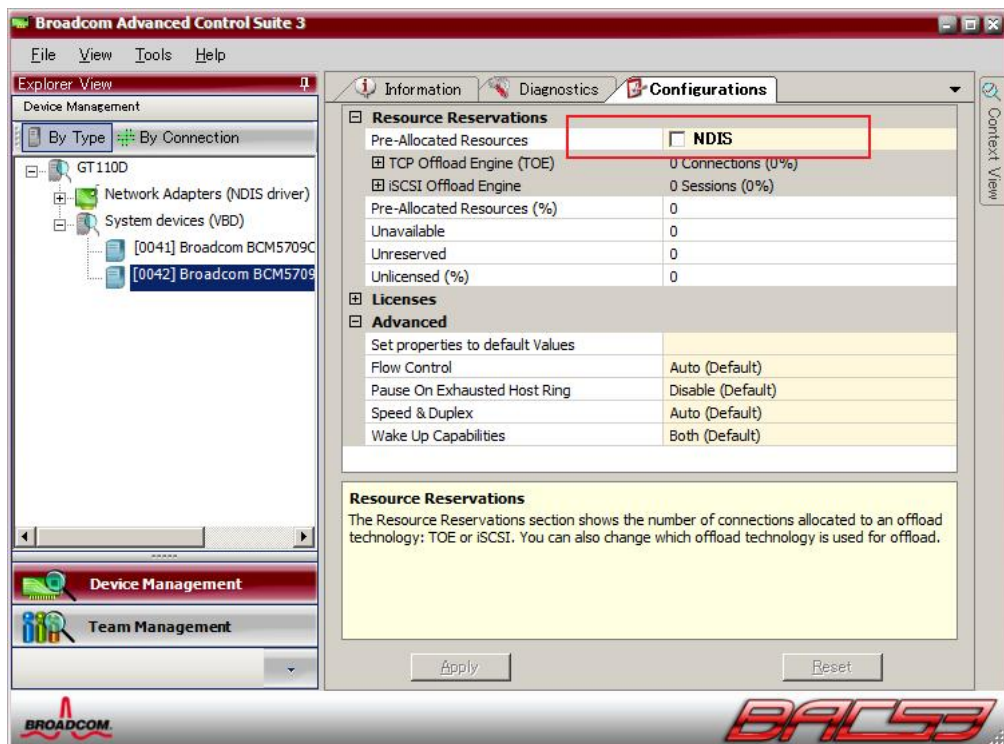 Broadcom Advanced Control Suite 3
File View Tools Help
Explorer View
Device Management
By Type By Connection
GT110D
Network Adapters (NDIS driver)
System devices (VBD)
[0041] Broadcom BCM5709C
[0042] Broadcom BCM5709
Device Management
Team Management
Information Diagnostics Configurations
Resource Reservations
Pre-Allocated Resources NDIS
TCP Offload Engine (TOE) 0 Connections (0%)
iSCSI Offload Engine 0 Sessions (0%)
Pre-Allocated Resources (%) 0
Unavailable 0
Unreserved 0
Unlicensed (%) 0
Licenses
Advanced
Set properties to default Values
Flow Control Auto (Default)
Pause On Exhausted Host Ring Disable (Default)
Speed & Duplex Auto (Default)
Wake Up Capabilities Both (Default)
Resource Reservations
The Resource Reservations section shows the number of connections allocated to an offload
technology: TOE or iSCSI. You can also change which offload technology is used for offload.
Apply Reset
Context View
BROADCOM.
BACS3